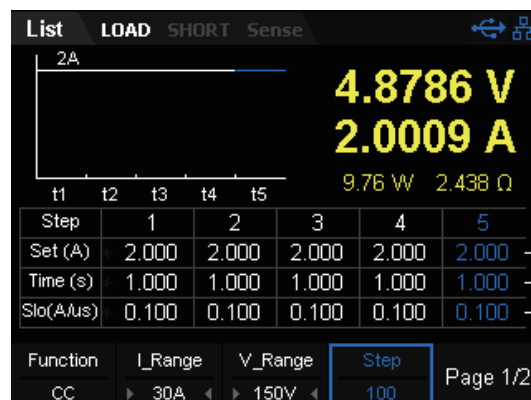 List LOAD SHORT Sense
2A
4.8786 V
2.0009 A
9.76 W 2.438 Ω
t1 t2 t3 t4 t5
Step 1 2 3 4 5
Set (A) 2.000 2.000 2.000 2.000 2.000
Time (s) 1.000 1.000 1.000 1.000 1.000
Slo(A/us) 0.100 0.100 0.100 0.100 0.100
Function I_Range V_Range Step Page 1/2
CC 30A 150V 100